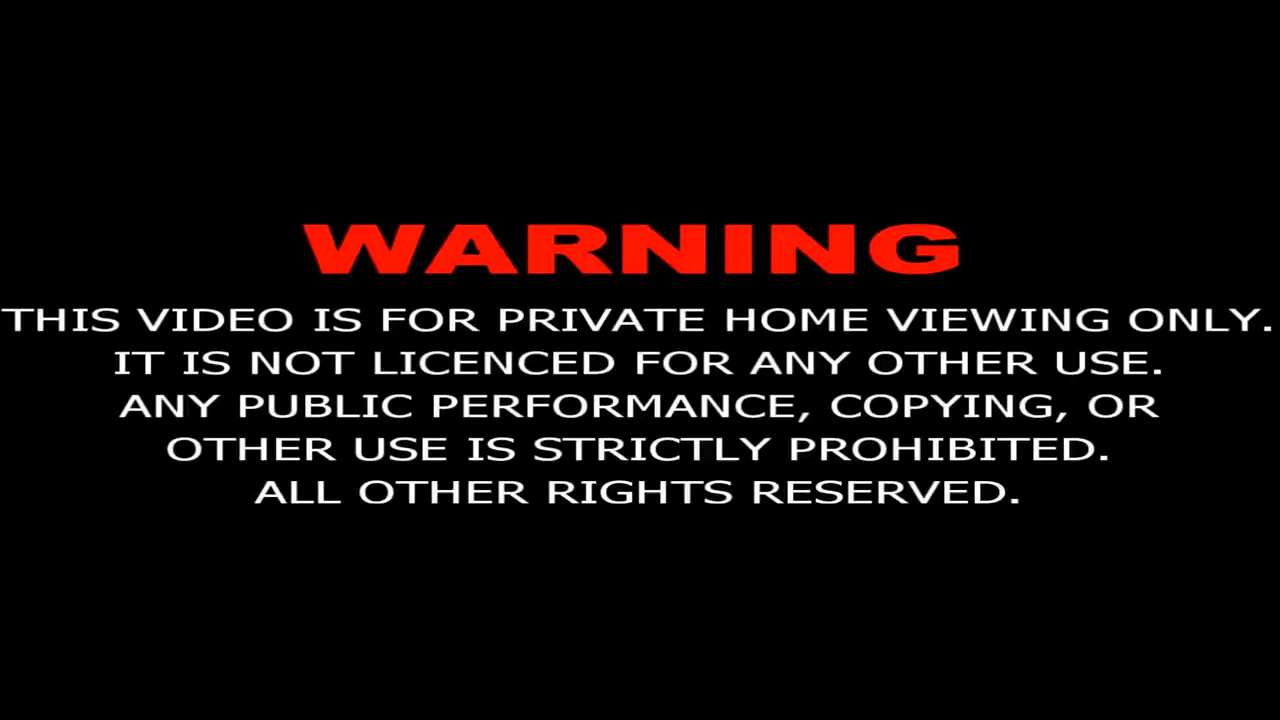 WARNING
THIS VIDEO IS FOR PRIVATE HOME VIEWING ONLY.
IT IS NOT LICENCED FOR ANY OTHER USE.
ANY PUBLIC PERFORMANCE, COPYING, OR
OTHER USE IS STRICTLY PROHIBITED.
ALL OTHER RIGHTS RESERVED.